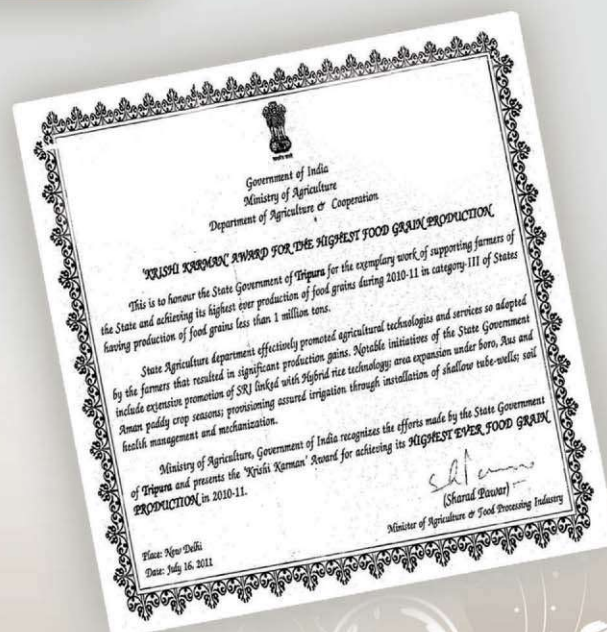 Government of India
Ministry of Agriculture
Department of Agriculture & Cooperation
'KRISHI KARMAN' AWARD FOR THE HIGHEST FOOD GRAIN PRODUCTION
This is to honour the State Government of Tripura for the exemplary work of supporting farmers of
the State and achieving its highest ever production of food grains during 2010-11 in category-III of States
having production of food grains less than 1 million tons.
State Agriculture department effectively promoted agricultural technologies and services so adopted
by the farmers that resulted in significant production gains. Notable initiatives of the State Government
include extensive promotion of SRI linked with Hybrid rice technology; area expansion under boro, Aus and
Aman paddy crop seasons; provisioning assured irrigation through installation of shallow tube-wells; soil
health management and mechanization.
Ministry of Agriculture, Government of India recognizes the efforts made by the State Government
of Tripura and presents the 'Krishi Karman' Award for achieving its HIGHEST EVER FOOD GRAIN
PRODUCTION in 2010-11.
(Sharad Pawar)
Minister of Agriculture & Food Processing Industry
Place: New Delhi
Date: July 16, 2011